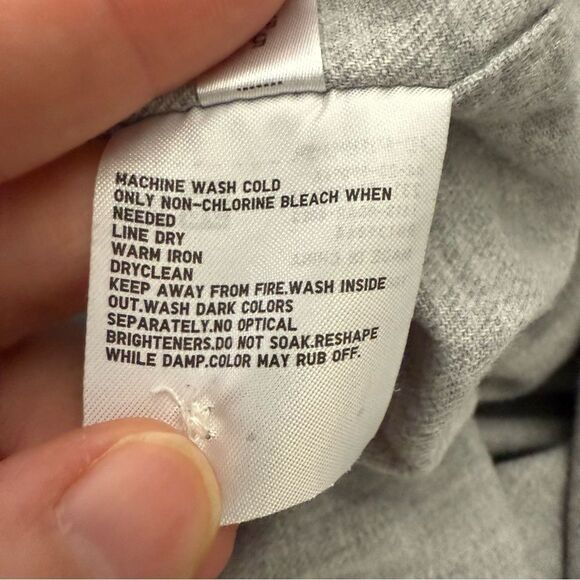 MACHINE WASH COLD
ONLY NON-CHLORINE BLEACH WHEN
NEEDED
LINE DRY
WARM IRON
DRYCLEAN
KEEP AWAY FROM FIRE.WASH INSIDE
OUT.WASH DARK COLORS
SEPARATELY.NO OPTICAL
BRIGHTENERS.DO NOT SOAK.RESHAPE
WHILE DAMP.COLOR MAY RUB OFF.